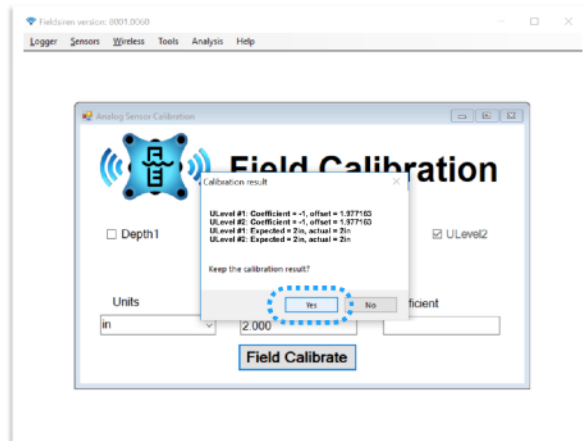 Fieldsiren version: 8001.0060
Logger Sensors Wireless Tools Analysis Help
Analog Sensor Calibration
Field Calibration
Calibration result
ULevel #1: Coefficient = -1, offset = 1.977163
ULevel #2: Coefficient = -1, offset = 1.977163
ULevel #1: Expected = 2in, actual = 2in
ULevel #2: Expected = 2in, actual = 2in
Depth1
ULevel2
Keep the calibration result?
Yes No
Units
ficient
in
2.000
Field Calibrate